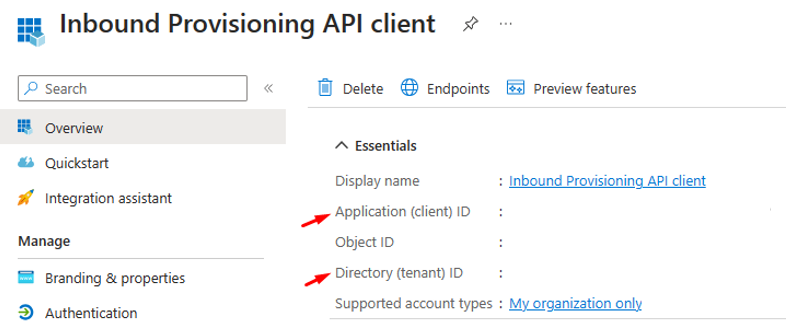 Inbound Provisioning API client
Search
Delete
Endpoints
Preview features
Overview
Quickstart
Integration assistant
Manage
Branding & properties
Authentication
Essentials
Display name : Inbound Provisioning API client
Application (client) ID :
Object ID :
Directory (tenant) ID :
Supported account types : My organization only